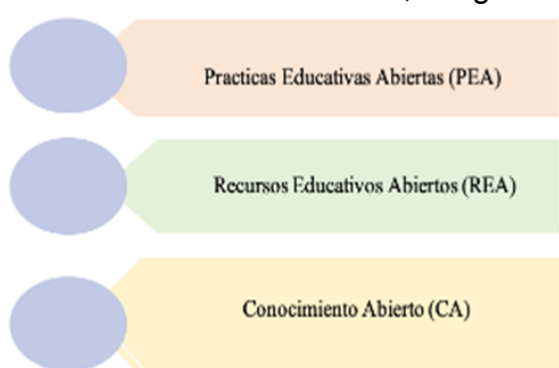 Practicas Educativas Abiertas (PEA)
Recursos Educativos Abiertos (REA)
Conocimiento Abierto (CA)